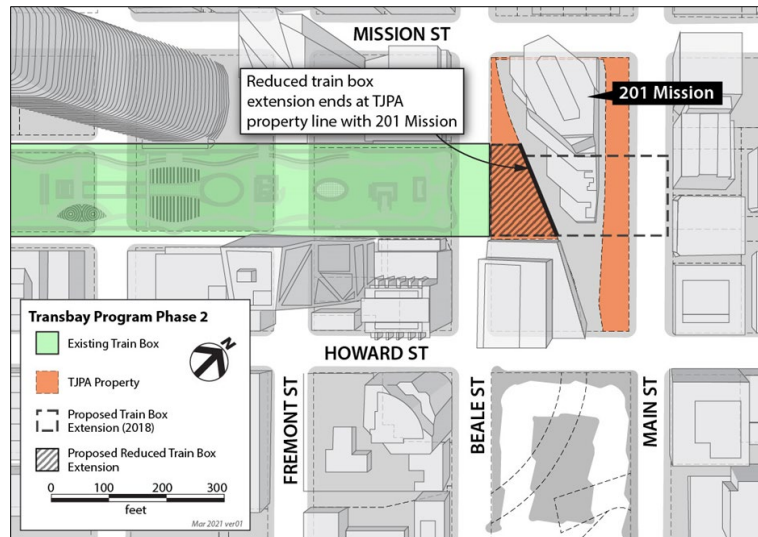 MISSION ST
Reduced train box
extension ends at TJPA
property line with 201 Mission
201 Mission
Transbay Program Phase 2
N
Existing Train Box
TJPA Property
Proposed Train Box
Extension (2018)
Proposed Reduced Train Box
Extension
0 100 200 300
feet
Mar 2021 ver01
HOWARD ST
FREMONT ST
BEALE ST
MAIN ST